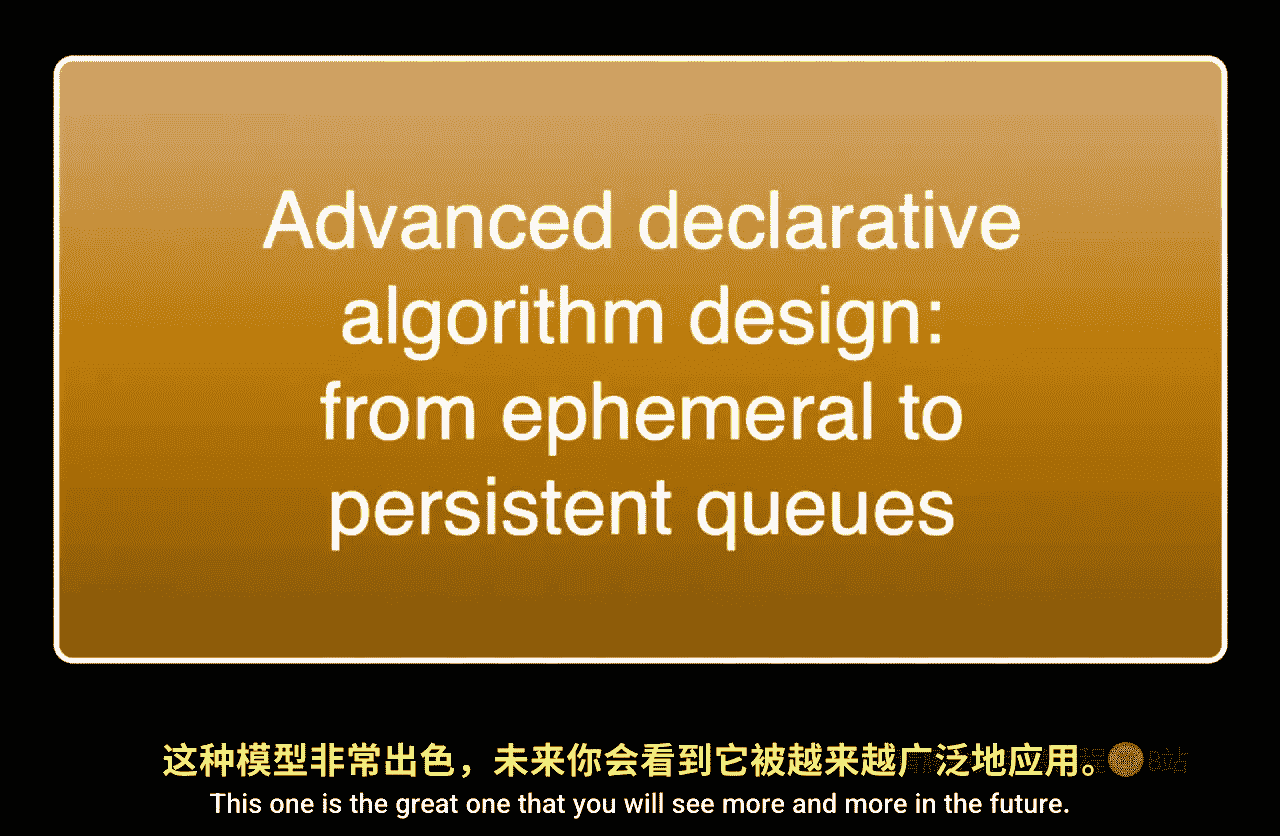 Advanced declarative
algorithm design:
from ephemeral to
persistent queues
这种模型非常出色，未来你会看到它被越来越广泛地应用。
B站
This one is the great one that you will see more and more in the future.